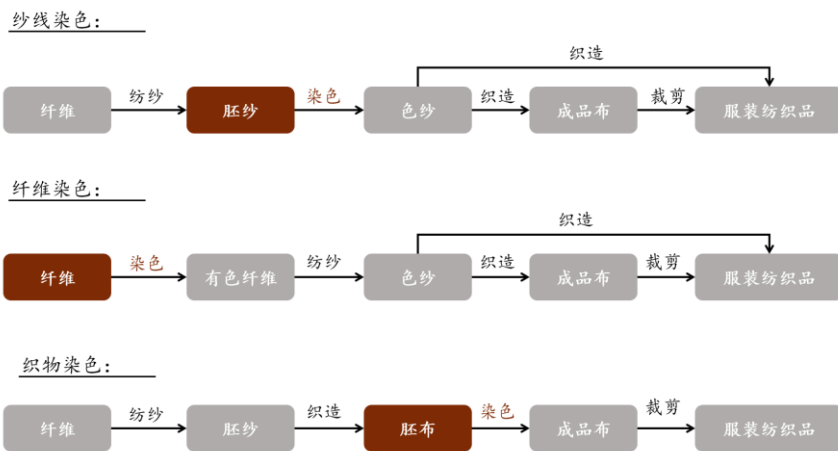 纱线染色:
织造
纤维 纺纱 胚纱 染色 色纱 织造 成品布 裁剪 服装纺织品
纤维染色:
织造
纤维 染色 有色纤维 纺纱 色纱 织造 成品布 裁剪 服装纺织品
织物染色:
纤维 纺纱 胚纱 织造 胚布 染色 成品布 裁剪 服装纺织品